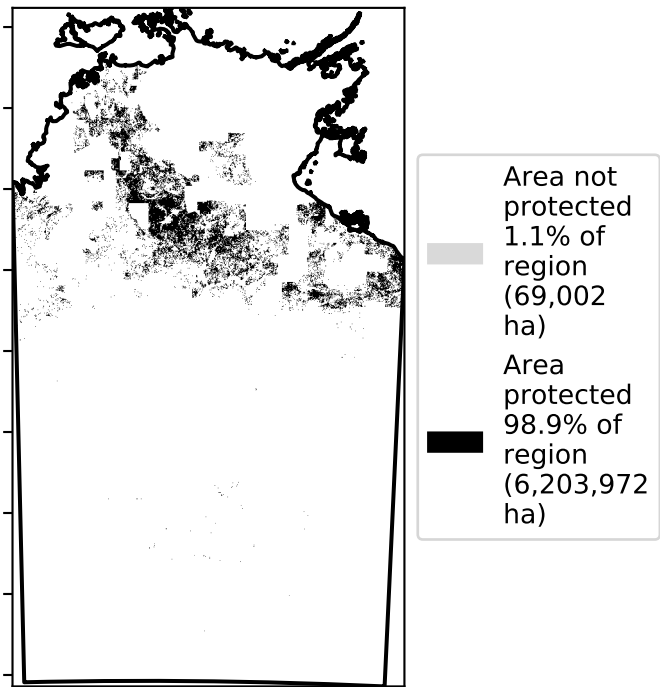 Area not
protected
1.1% of
region
(69,002
ha)
Area
protected
98.9% of
region
(6,203,972
ha)